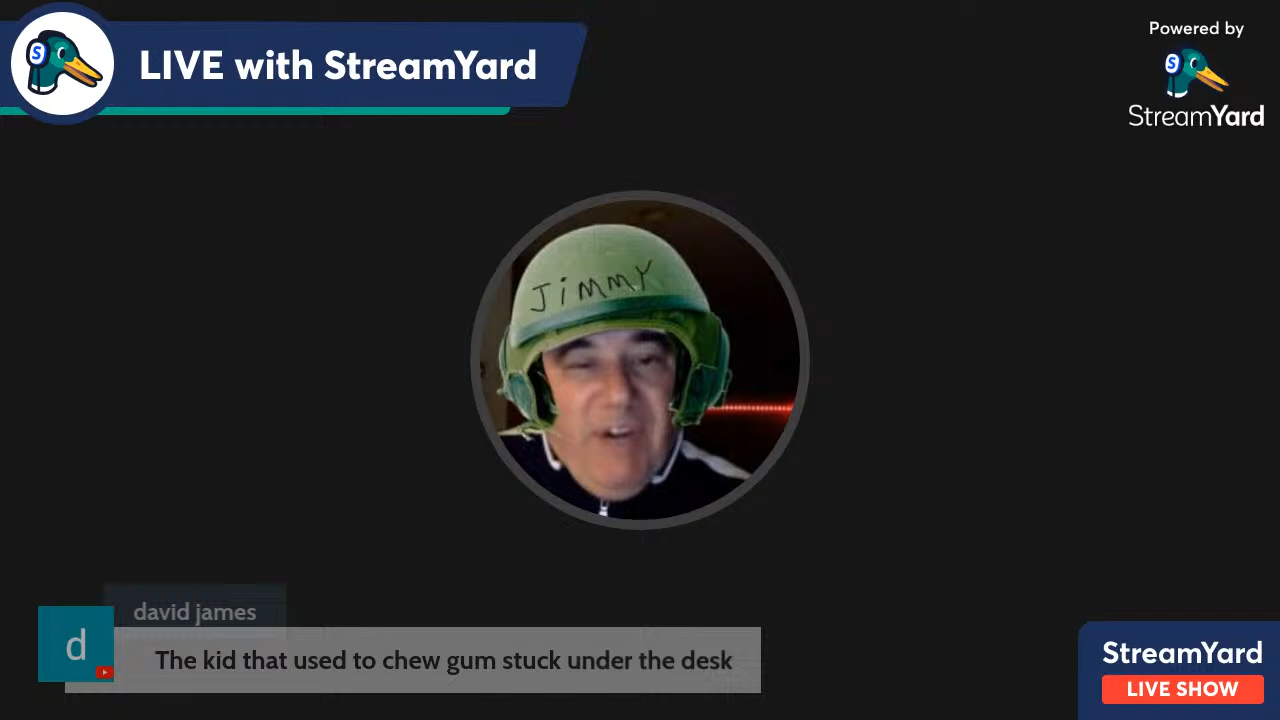 LIVE with StreamYard
Powered by
StreamYard
JiMMY
david james
d
The kid that used to chew gum stuck under the desk
StreamYard
LIVE SHOW